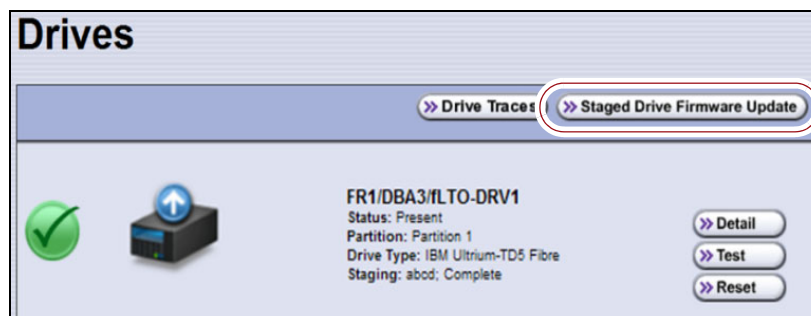 Drives
» Drive Traces
» Staged Drive Firmware Update
FR1/DBA3/fLTO-DRV1
Status: Present
Partition: Partition 1
Drive Type: IBM Ultrium-TD5 Fibre
Staging: abcd; Complete
» Detail
» Test
» Reset